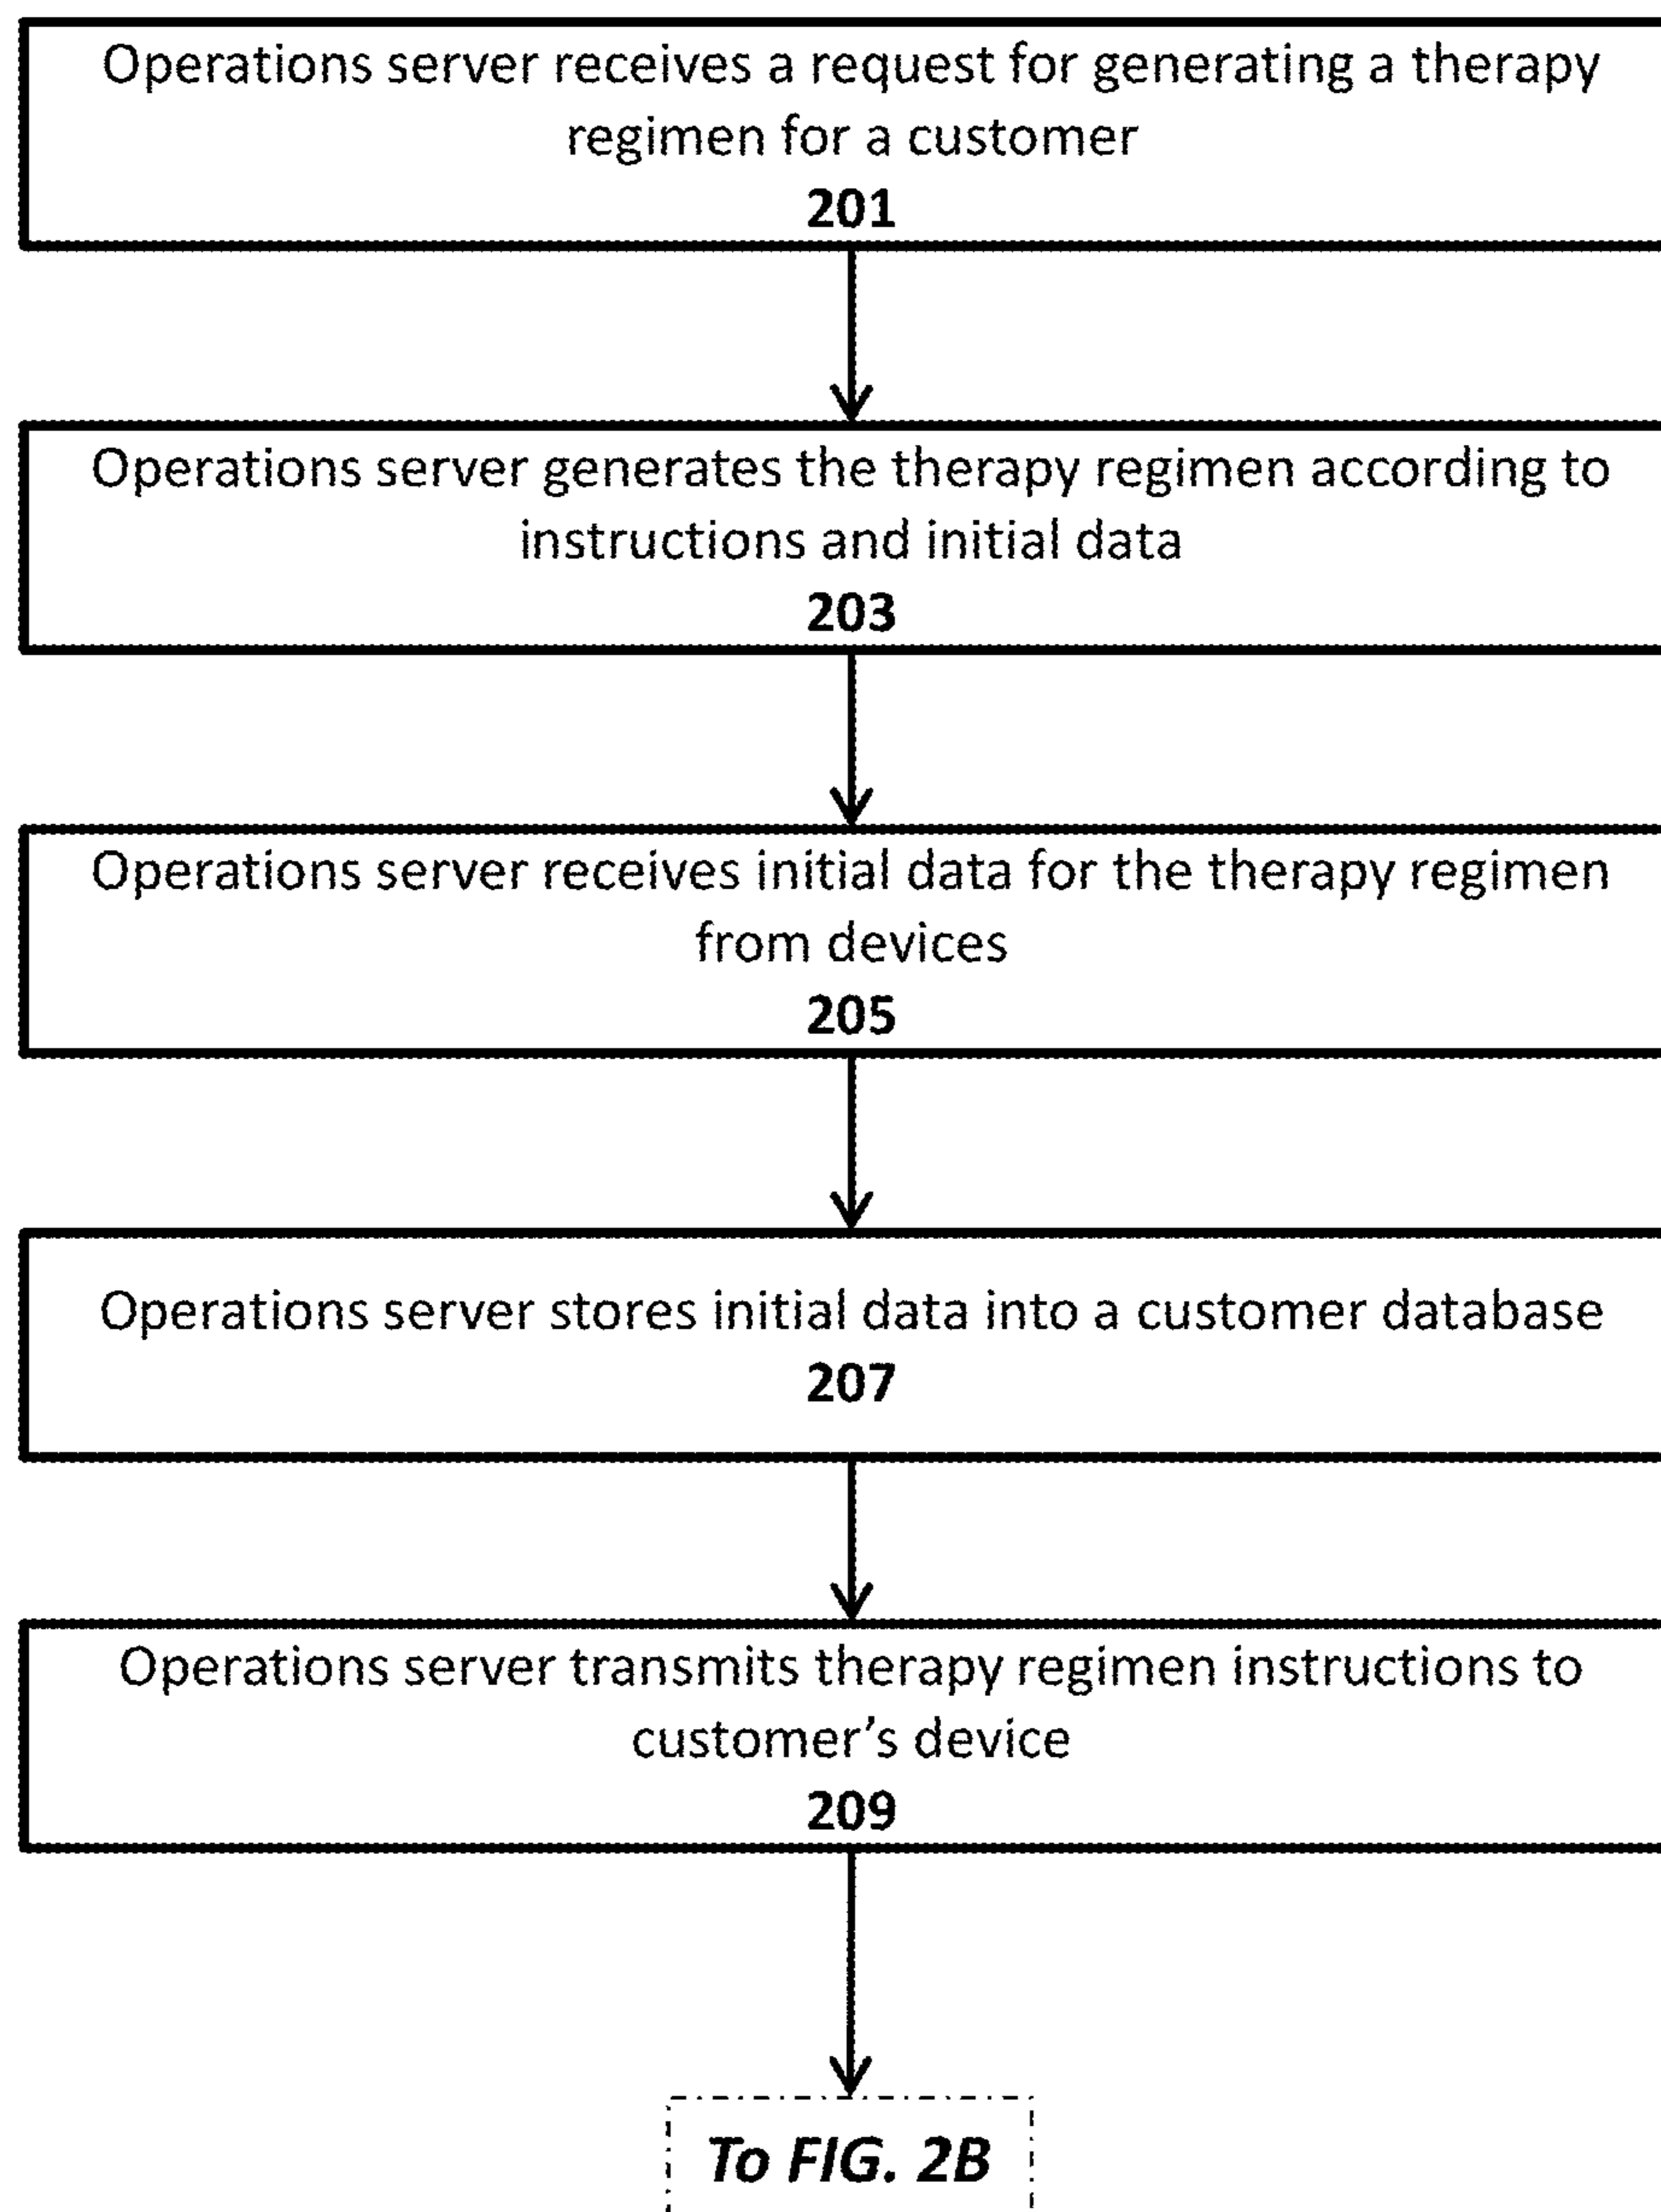 Operations server receives a request for generating a therapy
regimen for a customer
201
Operations server generates the therapy regimen according to
instructions and initial data
203
Operations server receives initial data for the therapy regimen
from devices
205
Operations server stores initial data into a customer database
207
Operations server transmits therapy regimen instructions to
customer’s device
209
To FIG. 2B